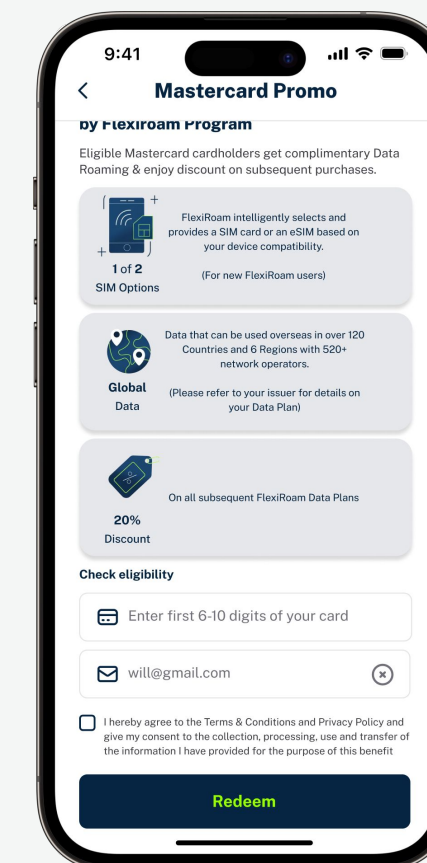 9:41
Mastercard Promo
by Flexiroam Program
Eligible Mastercard cardholders get complimentary Data
Roaming & enjoy discount on subsequent purchases.
FlexiRoam intelligently selects and
provides a SIM card or an eSIM based on
your device compatibility.
(For new FlexiRoam users)
1 of 2
SIM Options
Data that can be used overseas in over 120
Countries and 6 Regions with 520+
network operators.
(Please refer to your issuer for details on
your Data Plan)
Global
Data
On all subsequent FlexiRoam Data Plans
20%
Discount
Check eligibility
Enter first 6-10 digits of your card
will@gmail.com
I hereby agree to the Terms & Conditions and Privacy Policy and
give my consent to the collection, processing, use and transfer of
the information I have provided for the purpose of this benefit
Redeem